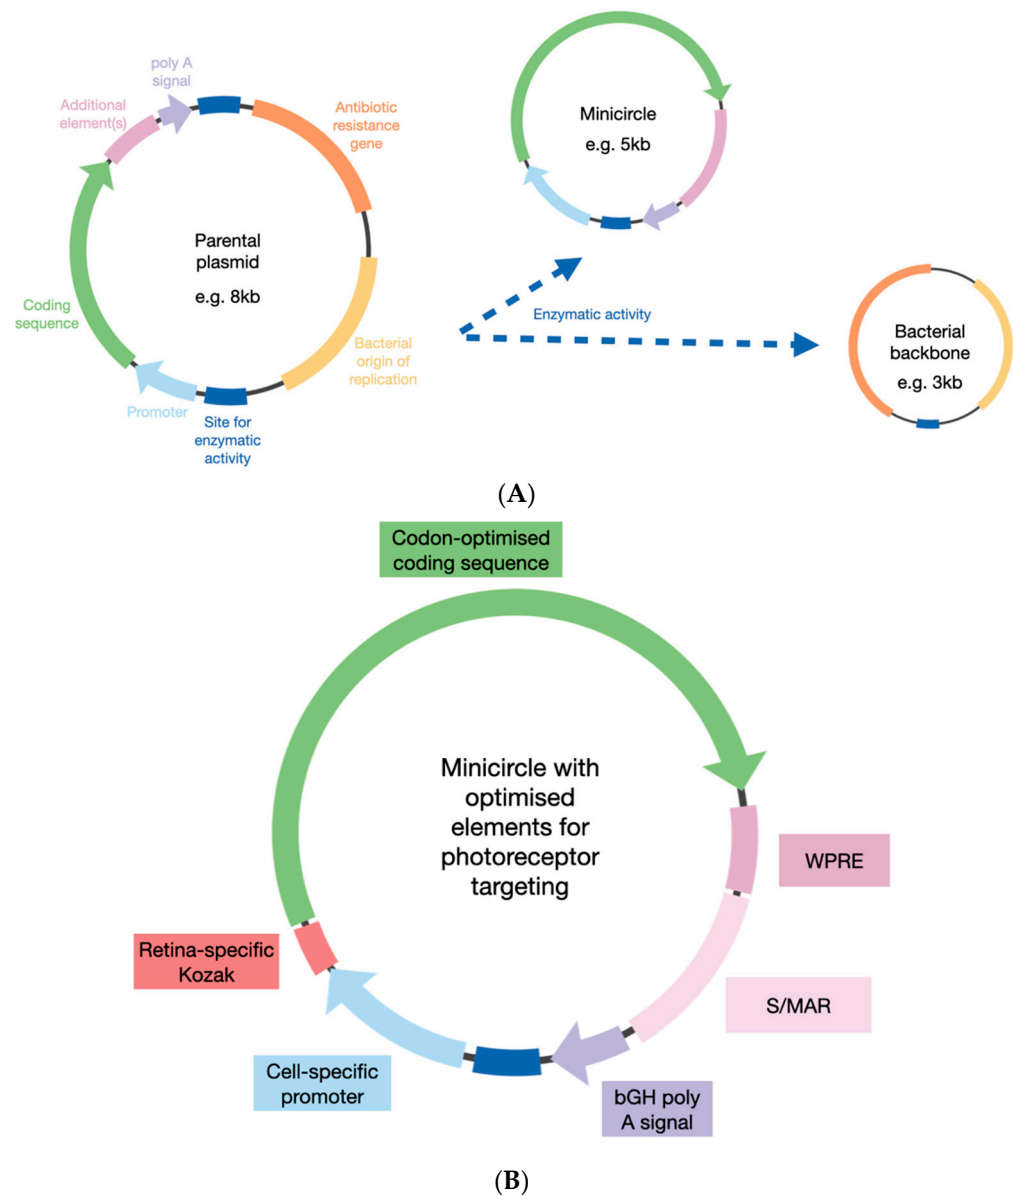 poly A
signal
Additional
element(s)
Antibiotic
resistance
gene
Parental
plasmid
e.g. 8kb
Coding
sequence
Bacterial
origin of
replication
Promoter
Site for
enzymatic
activity
Minicircle
e.g. 5kb
Enzymatic activity
Bacterial
backbone
e.g. 3kb
(A)
Codon-optimised
coding sequence
Minicircle with
optimised
elements for
photoreceptor
targeting
WPRE
Retina-specific
Kozak
S/MAR
Cell-specific
promoter
bGH poly
A signal
(B)